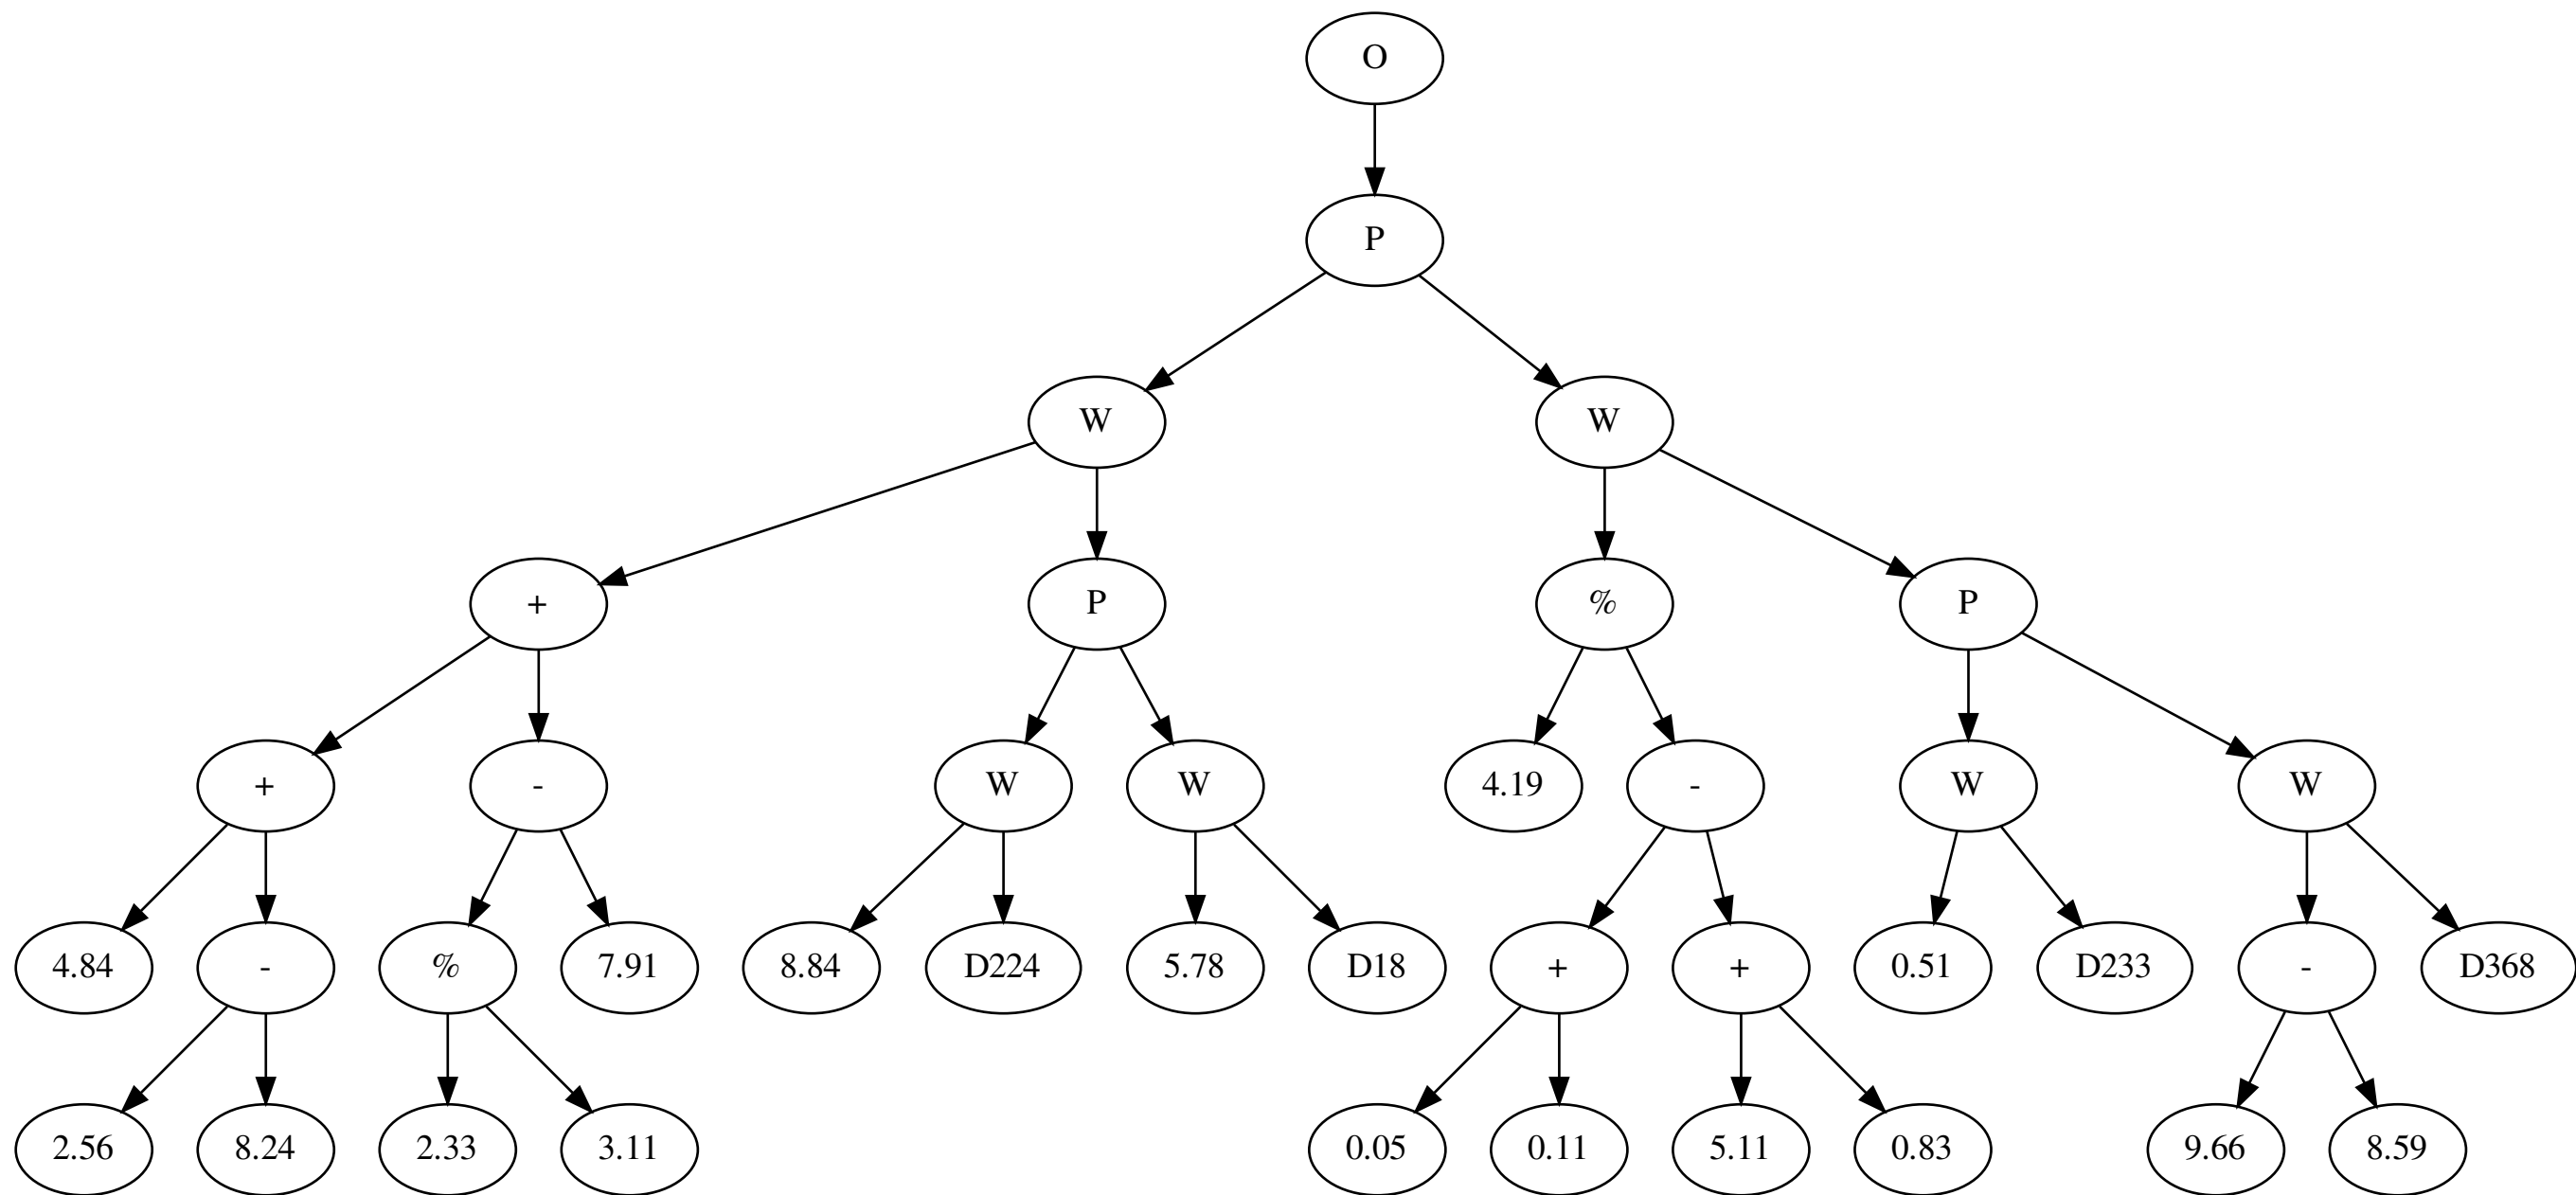 O
P
W W
+ P % P
+ - W W 4.19 - W W
4.84 - % 7.91 8.84 D224 5.78 D18 + + 0.51 D233 - D368
2.56 8.24 2.33 3.11 0.05 0.11 5.11 0.83 9.66 8.59